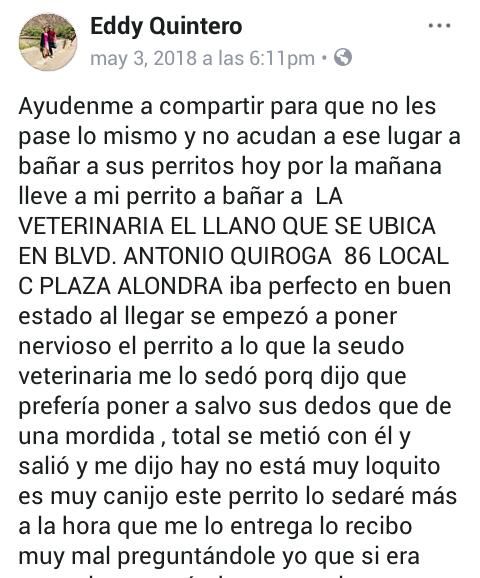 Eddy Quintero
may 3, 2018 a las 6:11pm •
Ayudenme a compartir para que no les
pase lo mismo y no acudan a ese lugar a
bañar a sus perritos hoy por la mañana
lleve a mi perrito a bañar a  LA
VETERINARIA EL LLANO QUE SE UBICA
EN BLVD. ANTONIO QUIROGA  86 LOCAL
C PLAZA ALONDRA iba perfecto en buen
estado al llegar se empezó a poner
nervioso el perrito a lo que la seudo
veterinaria me lo sedó porq dijo que
prefería poner a salvo sus dedos que de
una mordida , total se metió con él y
salió y me dijo hay no está muy loquito
es muy canijo este perrito lo sedaré más
a la hora que me lo entrega lo recibo
muy mal preguntándole yo que si era